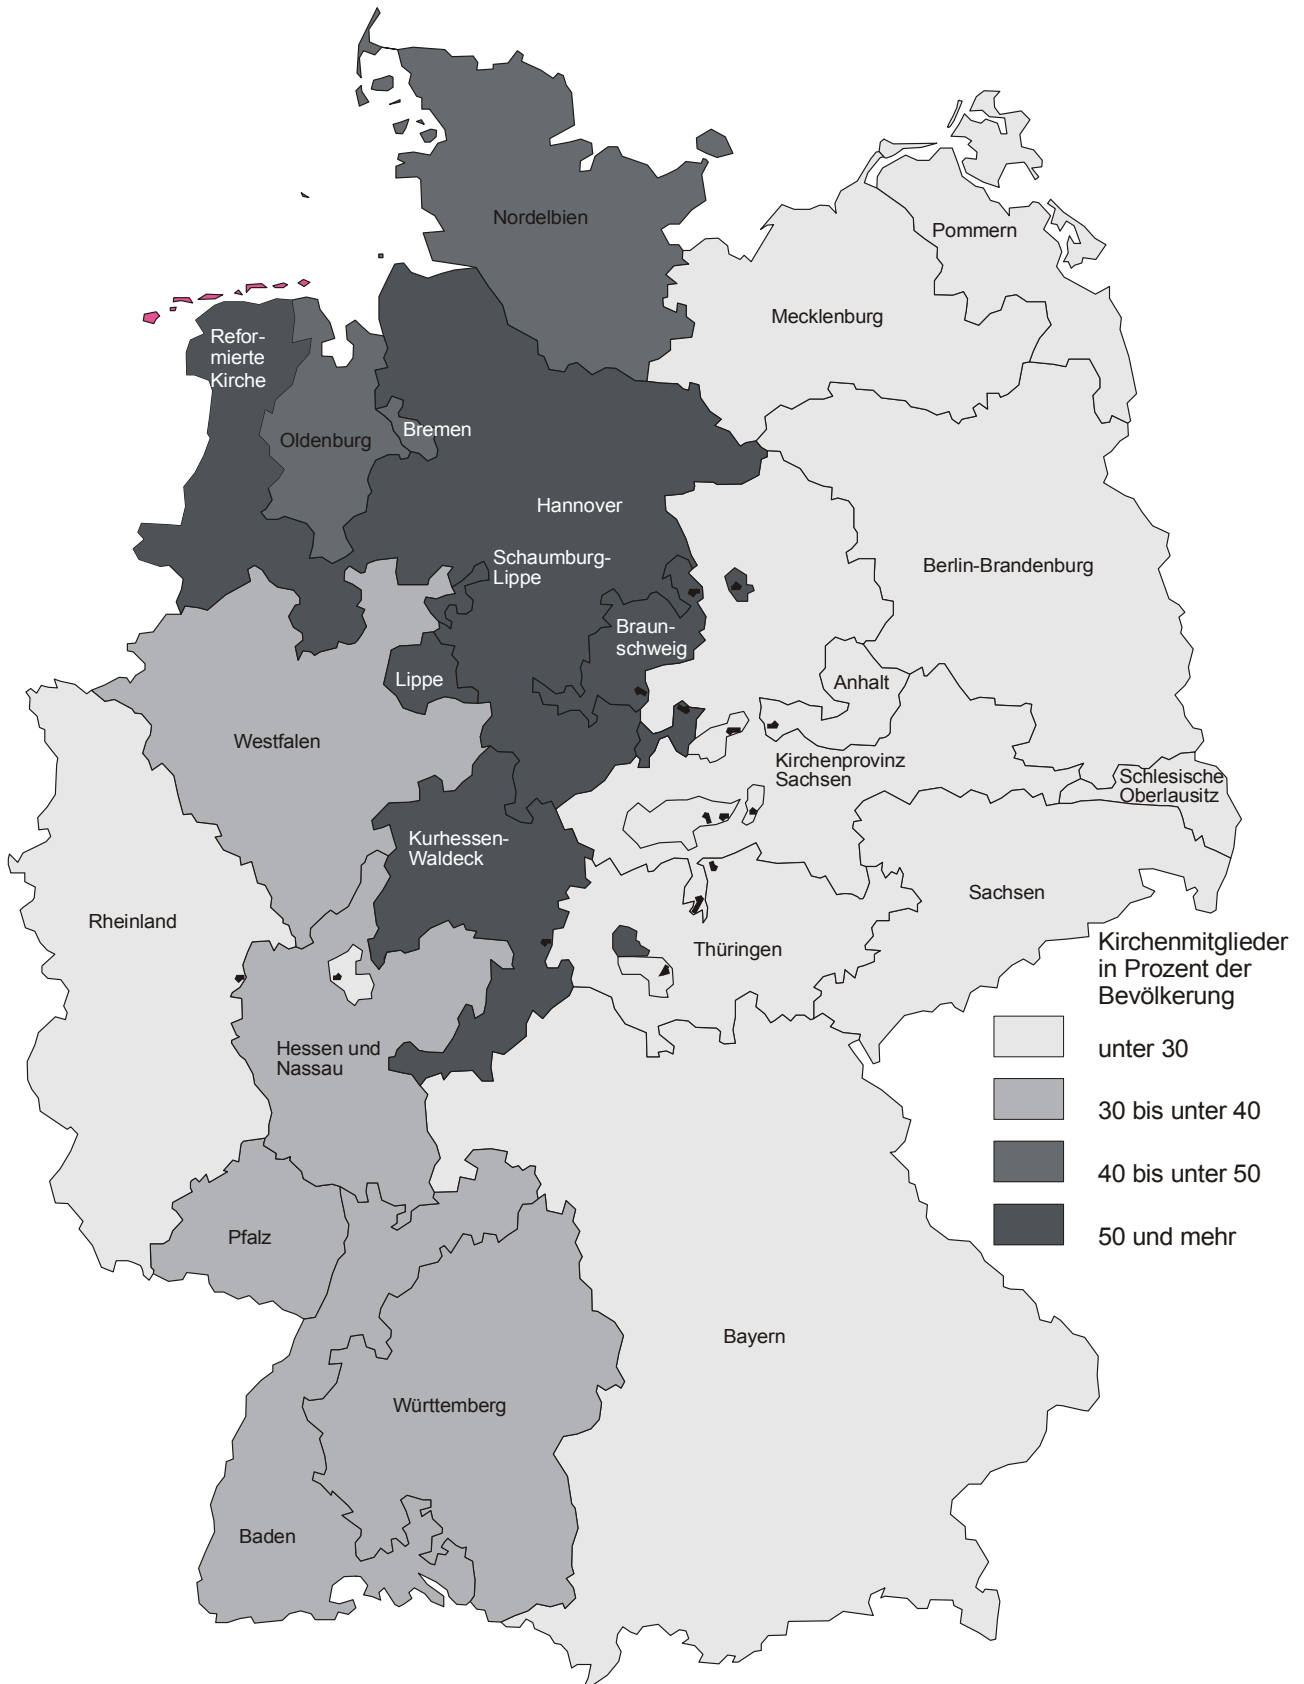 Nordelbien
Pommern
Mecklenburg
Refor-
mierte
Kirche
Oldenburg
Bremen
Hannover
Schaumburg-
Lippe
Berlin-Brandenburg
Braun-
schweig
Lippe
Anhalt
Westfalen
Kirchenprovinz
Sachsen
Schlesische
Oberlausitz
Kurhessen-
Waldeck
Sachsen
Rheinland
Thüringen
Hessen und
Nassau
Pfalz
Bayern
Württemberg
Baden
Kirchenmitglieder
in Prozent der
Bevölkerung
unter 30
30 bis unter 40
40 bis unter 50
50 und mehr